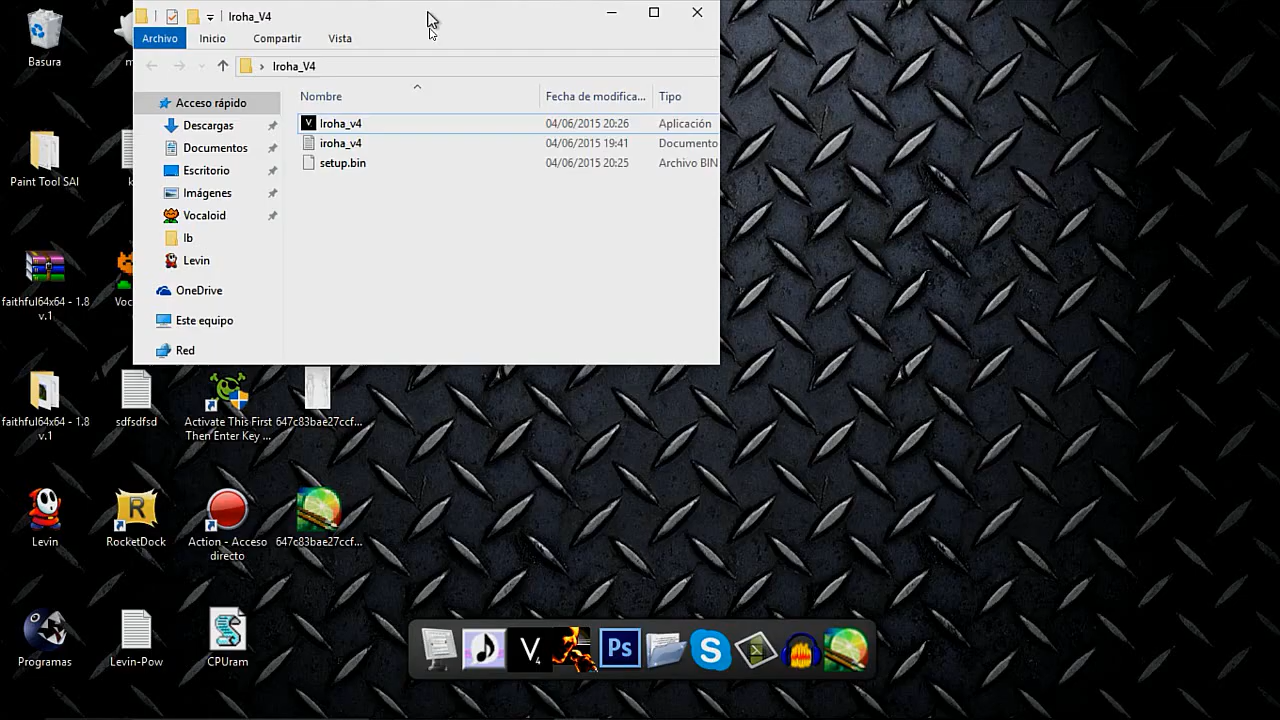 Iroha_V4
Archivo
Inicio
Compartir
Vista
Iroha_V4
Nombre
Fecha de modifica...
Tipo
Iroha_v4
04/06/2015 20:26
Aplicación
iroha_v4
04/06/2015 19:41
Documento
setup.bin
04/06/2015 20:25
Archivo BIN
Acceso rápido
Descargas
Documentos
Escritorio
Imágenes
Vocaloid
Ib
Levin
OneDrive
Este equipo
Red
Basura
Paint Tool SAI
faithful64x64 - 1.8
v.1
faithful64x64 - 1.8
v.1
sdfsdfsd
Activate This First
Then Enter Key ...
647c83bae27ccf...
Levin
R
RocketDock
Action - Acceso
directo
647c83bae27ccf...
Programas
Levin-Pow
CPUram
V4
Ps
S